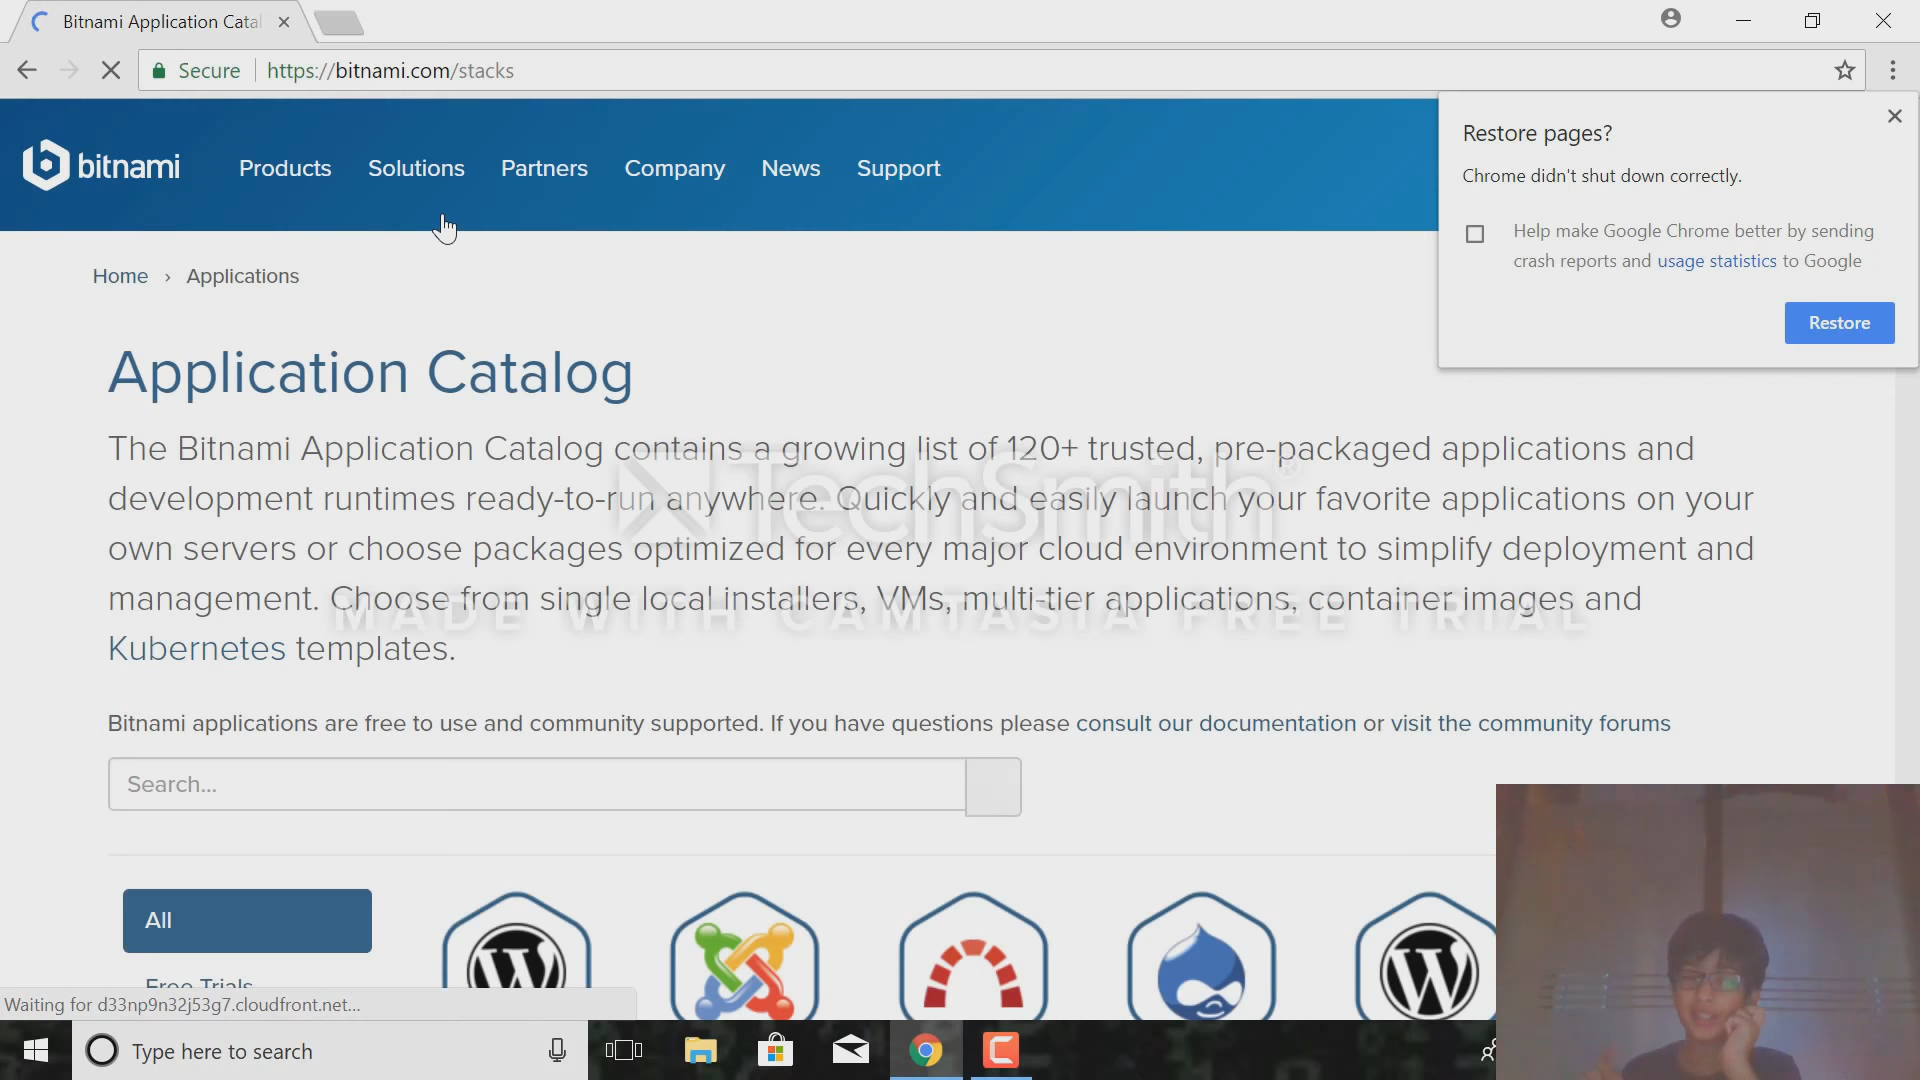 Bitnami Application Cata
Secure
https://bitnami.com/stacks
bitnami
Products
Solutions
Partners
Company
News
Support
Restore pages?
Chrome didn't shut down correctly.
Help make Google Chrome better by sending
crash reports and usage statistics to Google
Restore
Home › Applications
Application Catalog
The Bitnami Application Catalog contains a growing list of 120+ trusted, pre-packaged applications and
development runtimes ready-to-run anywhere. Quickly and easily launch your favorite applications on your
own servers or choose packages optimized for every major cloud environment to simplify deployment and
management. Choose from single local installers, VMs, multi-tier applications, container images and
Kubernetes templates.
TechSmith
MADE WITH CAMTASIA FREE TRIAL
Bitnami applications are free to use and community supported. If you have questions please consult our documentation or visit the community forums
Search...
All
Free Trials
Waiting for d33np9n32j53g7.cloudfront.net...
Type here to search